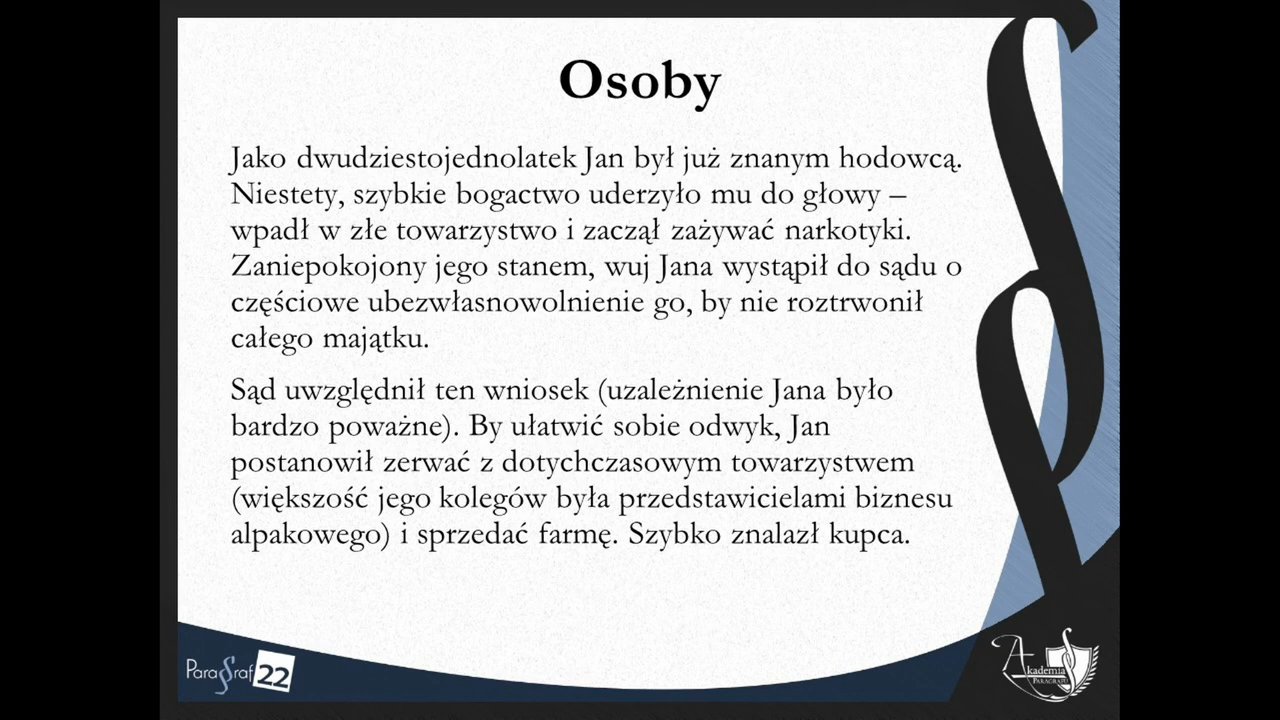 Osoby
Jako dwudziestojednolatek Jan był już znanym hodowcą.
Niestety, szybkie bogactwo uderzyło mu do głowy –
wpadł w złe towarzystwo i zaczął zażywać narkotyki.
Zaniepokojony jego stanem, wuj Jana wystąpił do sądu o
częściowe ubezwłasnowolnienie go, by nie roztrwonił
całego majątku.
Sąd uwzględnił ten wniosek (uzależnienie Jana było
bardzo poważne). By ułatwić sobie odwyk, Jan
postanowił zerwać z dotychczasowym towarzystwem
(większość jego kolegów była przedstawicielami biznesu
alpakowego) i sprzedać farmę. Szybko znalazł kupca.
Para§raf 22
Akademia
PARAGRAFU